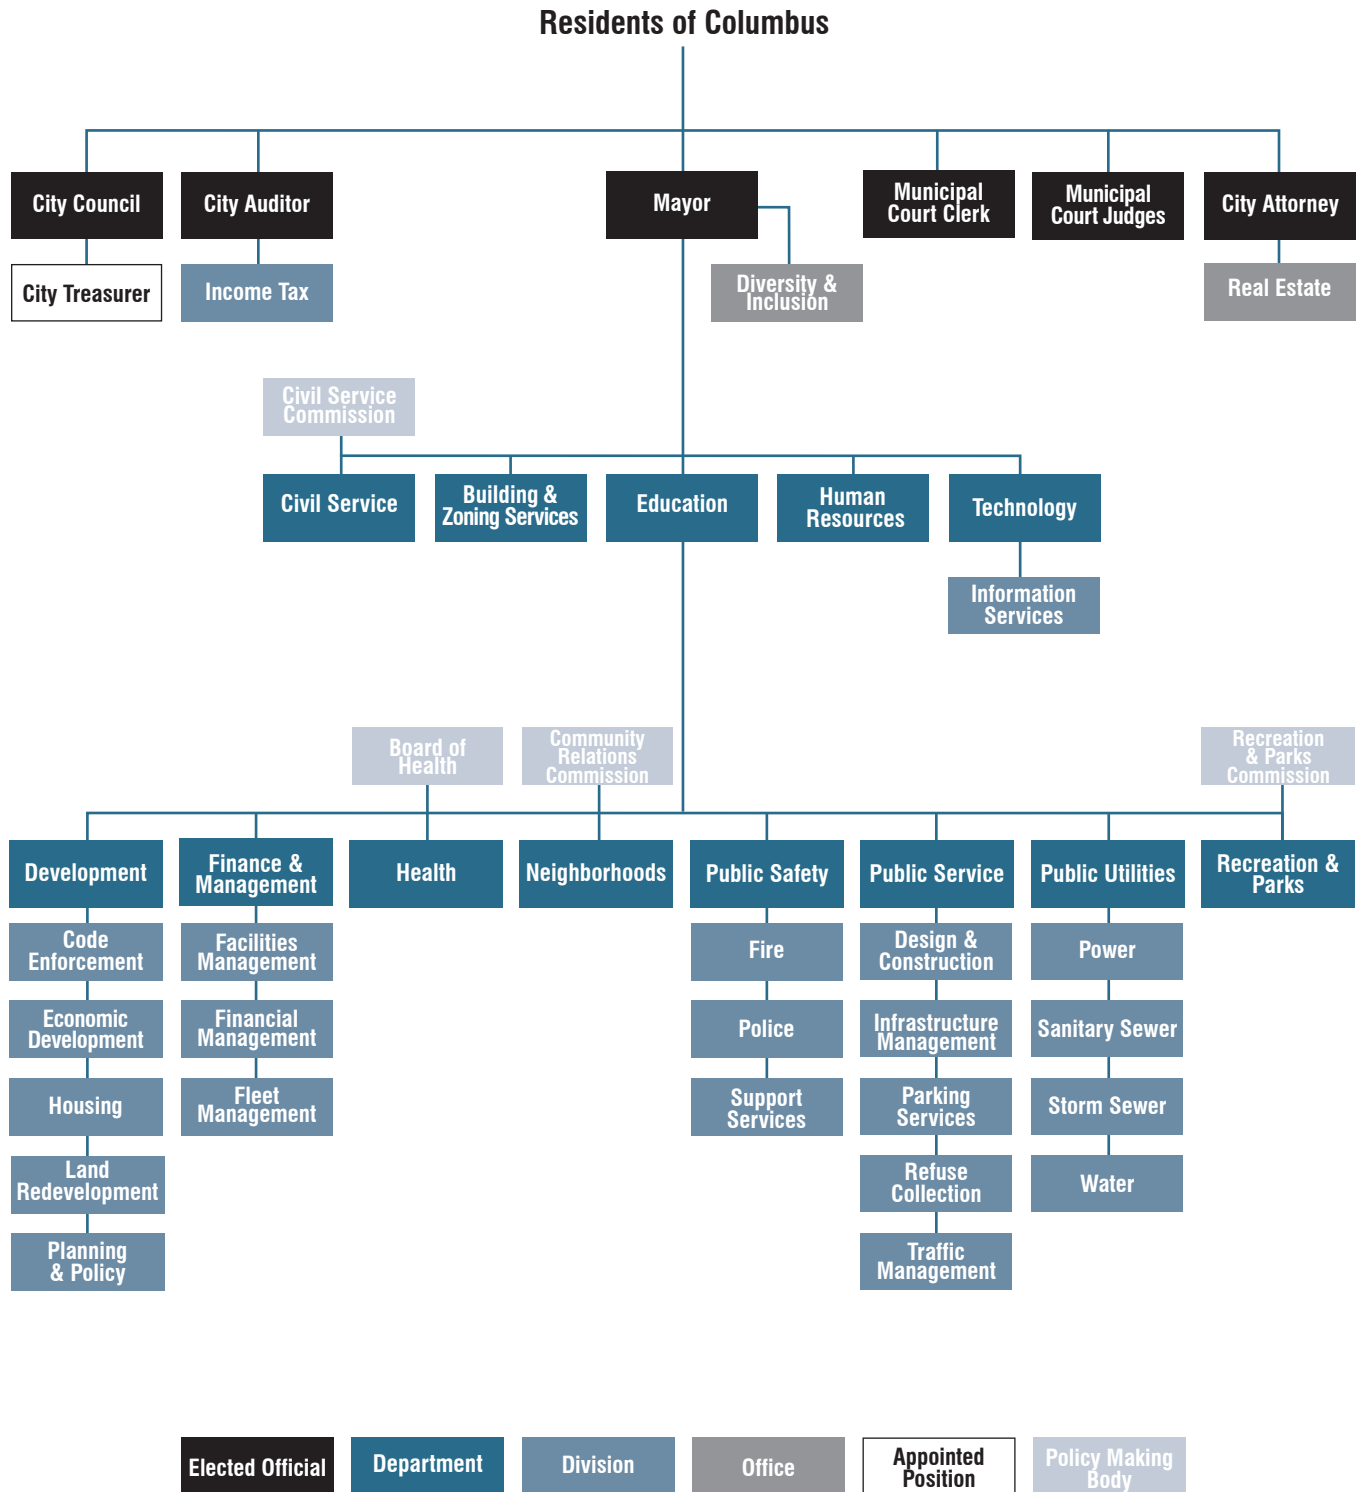 Residents of Columbus
City Council
City Auditor
Mayor
Municipal
Court Clerk
Municipal
Court Judges
City Attorney
City Treasurer
Income Tax
Diversity &
Inclusion
Real Estate
Civil Service
Commission
Civil Service
Building &
Zoning Services
Education
Human
Resources
Technology
Information
Services
Board of
Health
Community
Relations
Commission
Recreation
& Parks
Commission
Development
Finance &
Management
Health
Neighborhoods
Public Safety
Public Service
Public Utilities
Recreation &
Parks
Code
Enforcement
Facilities
Management
Fire
Design &
Construction
Power
Economic
Development
Financial
Management
Police
Infrastructure
Management
Sanitary Sewer
Housing
Fleet
Management
Support
Services
Parking
Services
Storm Sewer
Land
Redevelopment
Refuse
Collection
Water
Planning
& Policy
Traffic
Management
Elected Official
Department
Division
Office
Appointed
Position
Policy Making
Body